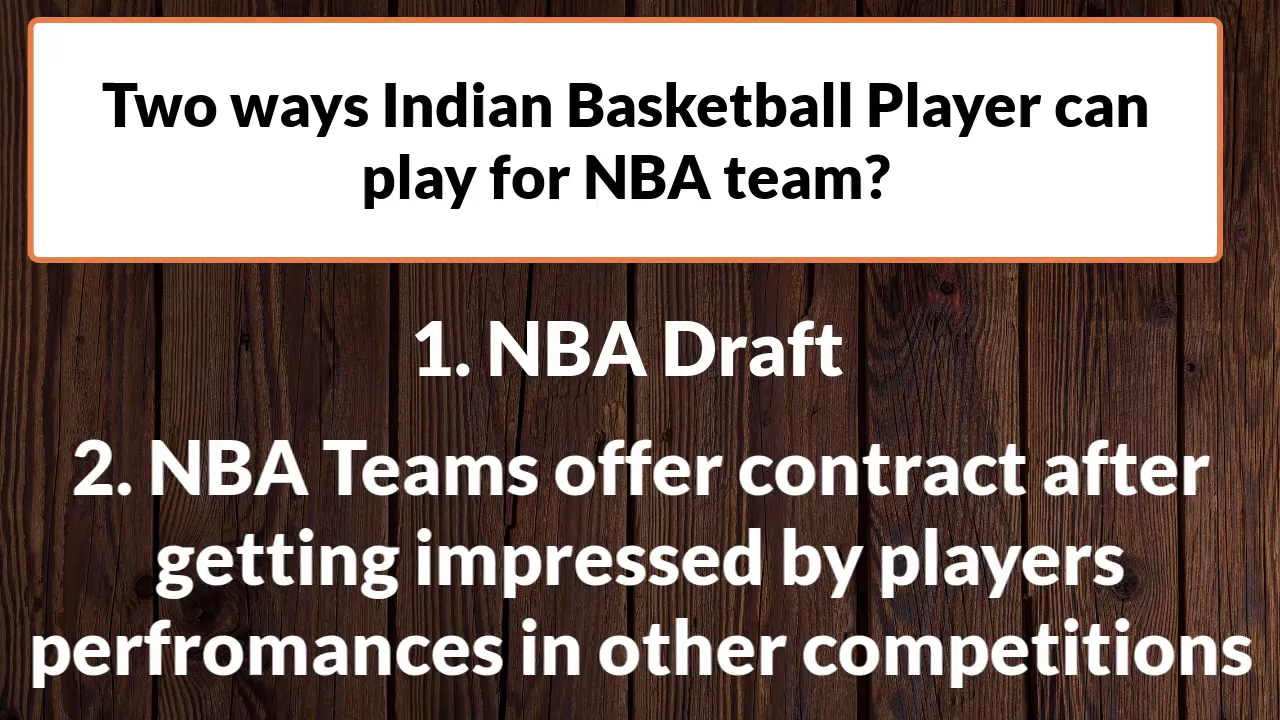 Two ways Indian Basketball Player can
play for NBA team?
1. NBA Draft
2. NBA Teams offer contract after
getting impressed by players
perfromances in other competitions